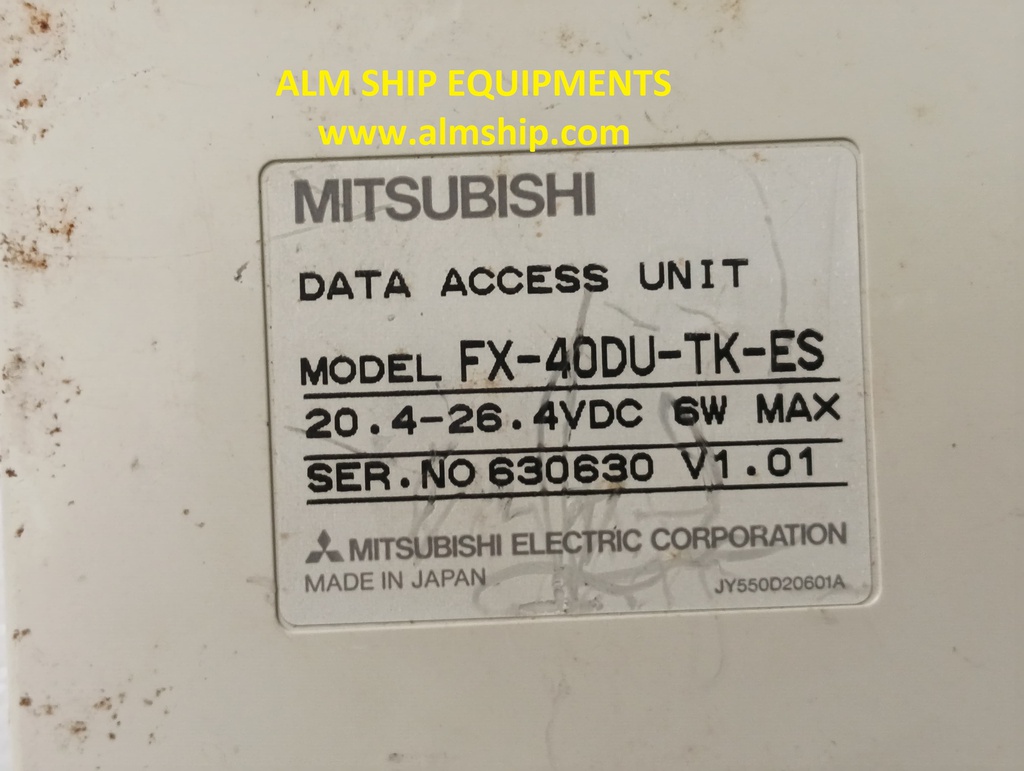 ALM SHIP EQUIPMENTS
www.almship.com
MITSUBISHI
DATA ACCESS UNIT
MODEL FX-40DU-TK-ES
20.4-26.4VDC 6W MAX
SER.NO 630630 V1.01
MITSUBISHI ELECTRIC CORPORATION
MADE IN JAPAN JY550D20601A